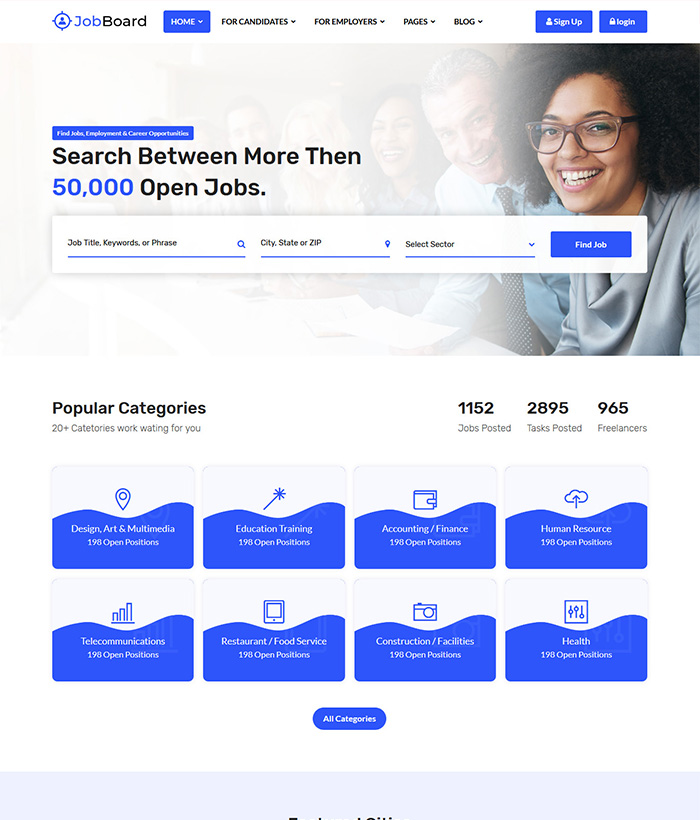 JobBoard
HOME
FOR CANDIDATES
FOR EMPLOYERS
PAGES
BLOG
Sign Up
login
Find Jobs, Employment & Career Opportunities
Search Between More Then
50,000 Open Jobs.
Job Title, Keywords, or Phrase
City, State or ZIP
Select Sector
Find Job
Popular Categories
20+ Catetories work wating for you
1152
Jobs Posted
2895
Tasks Posted
965
Freelancers
Design, Art & Multimedia
198 Open Positions
Education Training
198 Open Positions
Accounting / Finance
198 Open Positions
Human Resource
198 Open Positions
Telecommunications
198 Open Positions
Restaurant / Food Service
198 Open Positions
Construction / Facilities
198 Open Positions
Health
198 Open Positions
All Categories